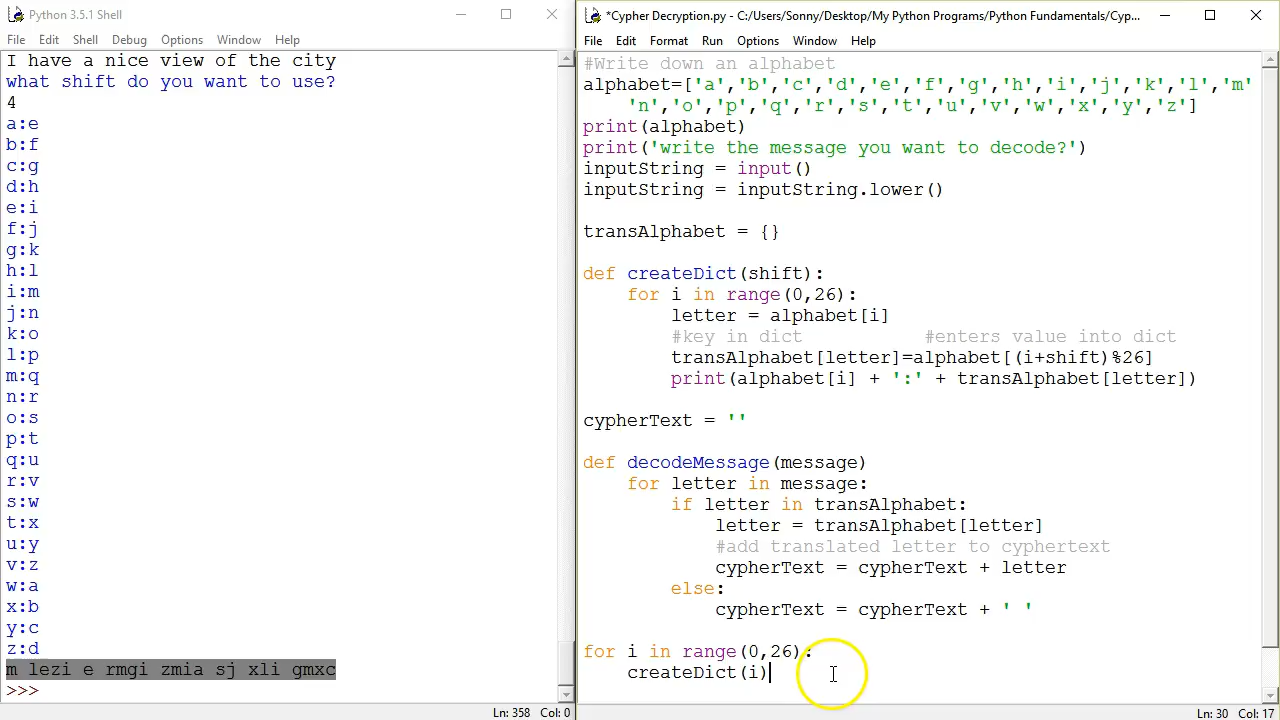 Python 3.5.1 Shell
File Edit Shell Debug Options Window Help
I have a nice view of the city
what shift do you want to use?
4
a:e
b:f
c:g
d:h
e:i
f:j
g:k
h:l
i:m
j:n
k:o
l:p
m:q
n:r
o:s
p:t
q:u
r:v
s:w
t:x
u:y
v:z
w:a
x:b
y:c
z:d
m lezi e rmgi zmia sj xli gmxc
>>>
Ln: 358 Col: 0
*Cypher Decryption.py - C:/Users/Sonny/Desktop/My Python Programs/Python Fundamentals/Cyp...
File Edit Format Run Options Window Help
#Write down an alphabet
alphabet=['a','b','c','d','e','f','g','h','i','j','k','l','m'
'n','o','p','q','r','s','t','u','v','w','x','y','z']
print(alphabet)
print('write the message you want to decode?')
inputString = input()
inputString = inputString.lower()
transAlphabet = {}
def createDict(shift):
for i in range(0,26):
letter = alphabet[i]
#key in dict #enters value into dict
transAlphabet[letter]=alphabet[(i+shift)%26]
print(alphabet[i] + ':' + transAlphabet[letter])
cypherText = ''
def decodeMessage(message)
for letter in message:
if letter in transAlphabet:
letter = transAlphabet[letter]
#add translated letter to cyphertext
cypherText = cypherText + letter
else:
cypherText = cypherText + ' '
for i in range(0,26):
createDict(i)
Ln: 30 Col: 17